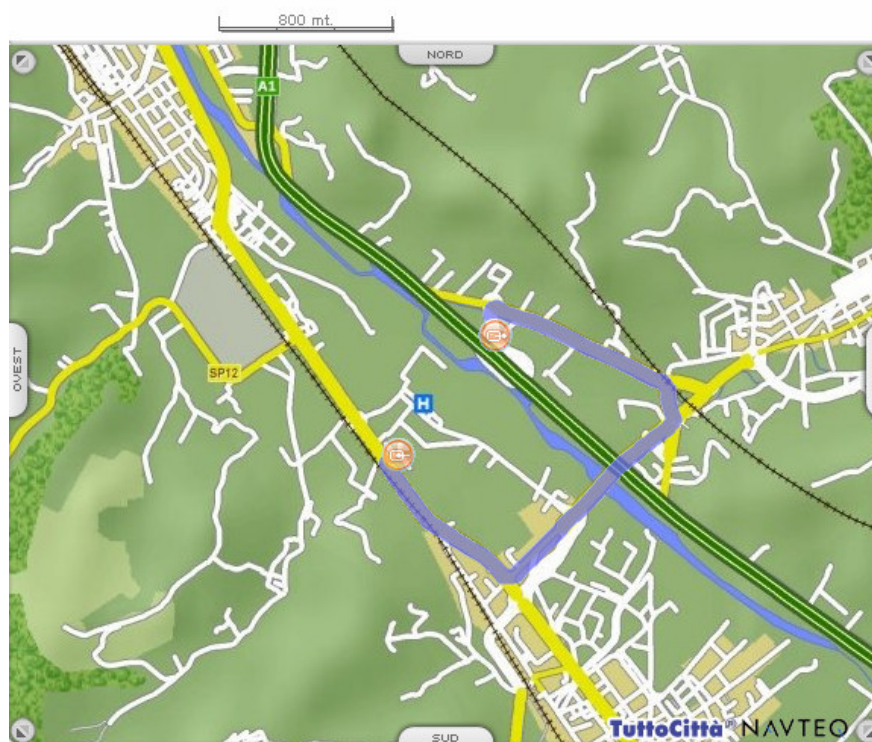 800 mt.
NORD
A1
OVEST
SP12
H
TuttoCittà NAVTEQ
SUD